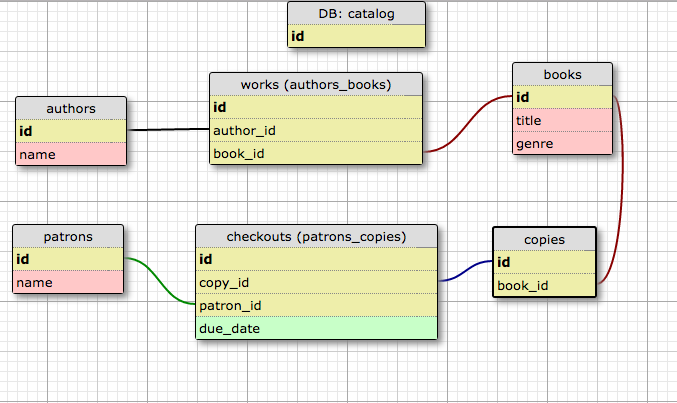 DB: catalog
id
works (authors_books)
id
author_id
book_id
books
id
title
genre
authors
id
name
patrons
id
name
checkouts (patrons_copies)
id
copy_id
patron_id
due_date
copies
id
book_id